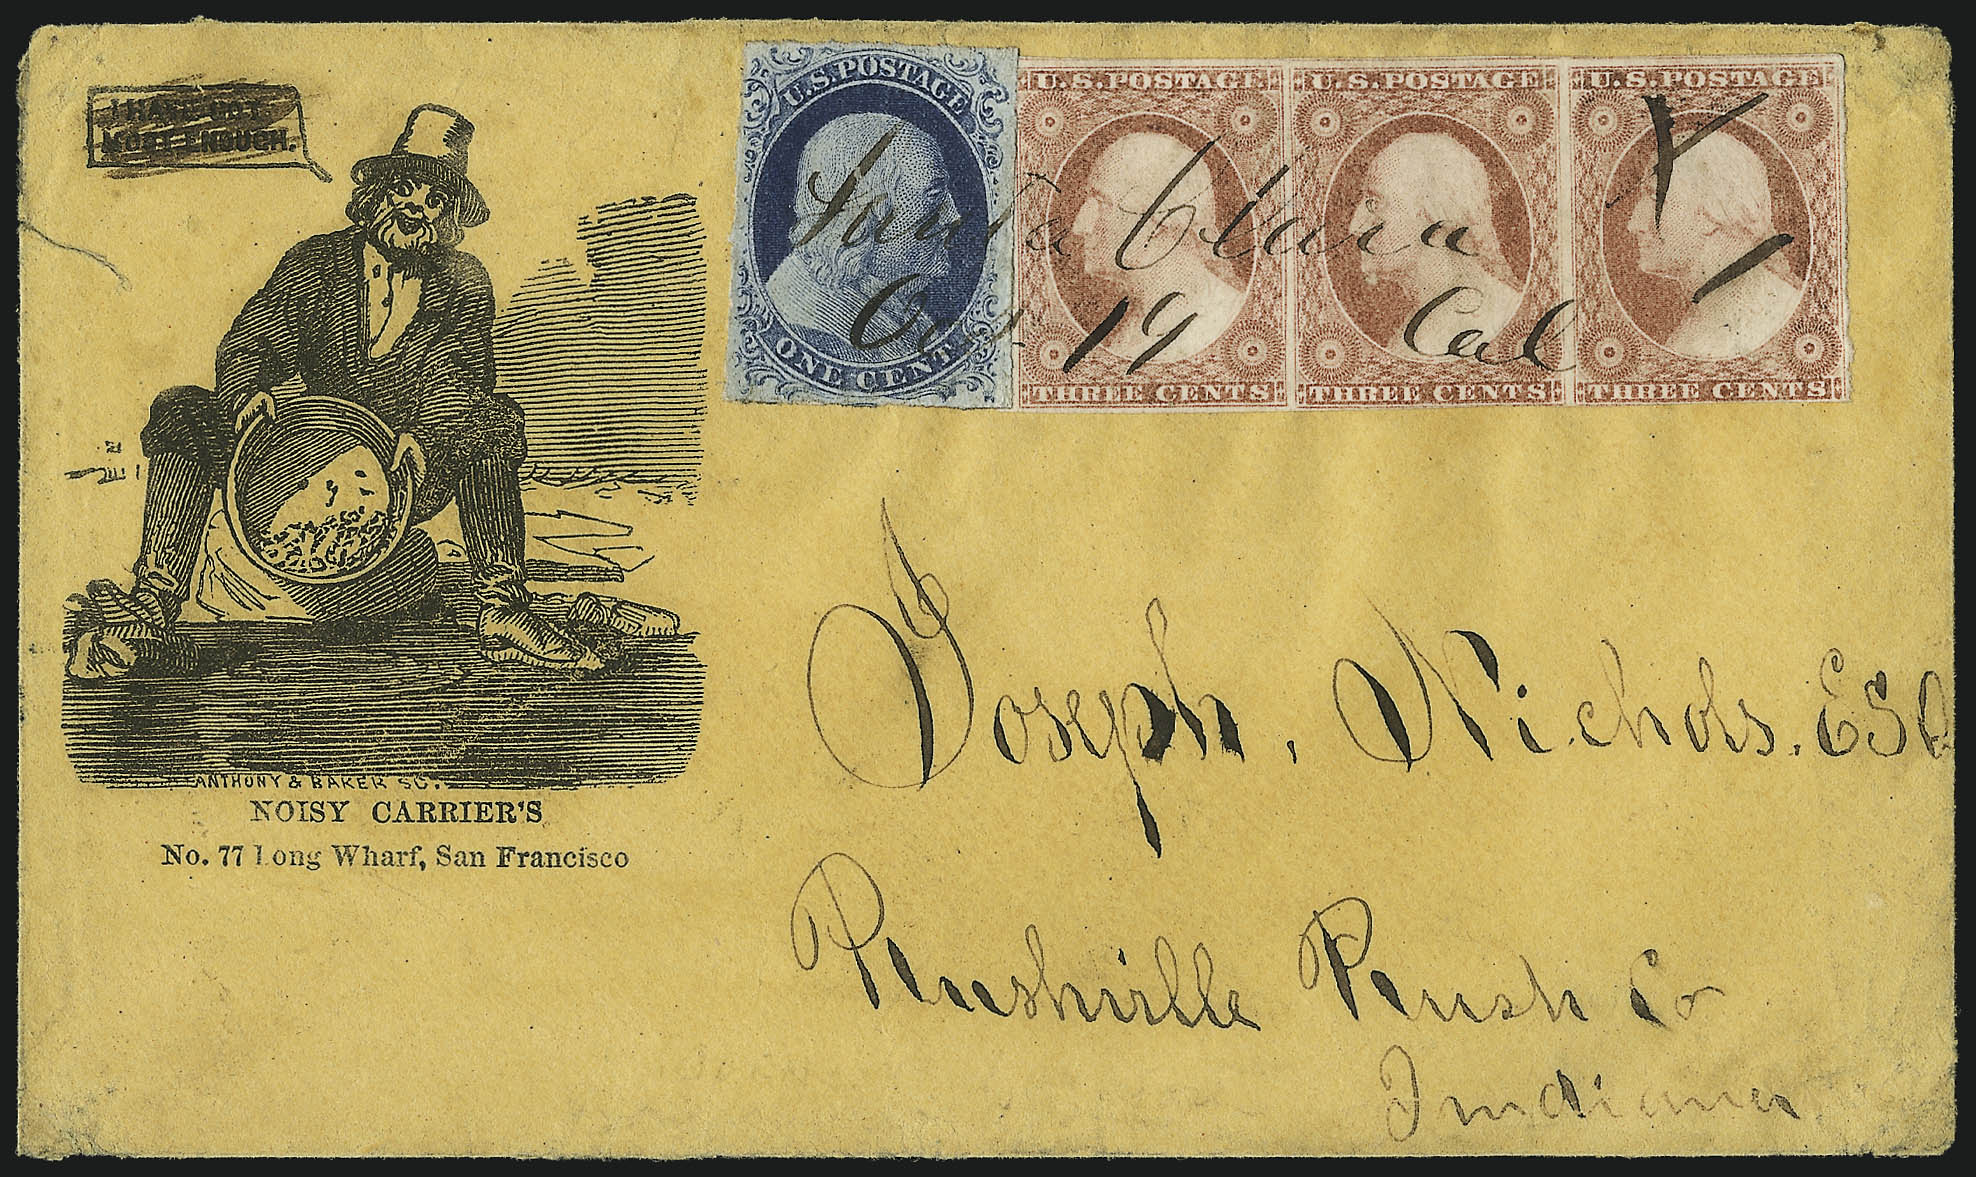 I HAVE GOT
MOST ENOUGH.
U.S. POSTAGE
ONE CENT
U.S. POSTAGE
THREE CENTS
U.S. POSTAGE
THREE CENTS
U.S. POSTAGE
THREE CENTS
Santa Clara
Oct. 19 Cal
ANTHONY & BAKER SC.
NOISY CARRIER'S
No. 77 Long Wharf, San Francisco
Joseph. Nichols. ESQ
Rushville Rush Co
Indiana